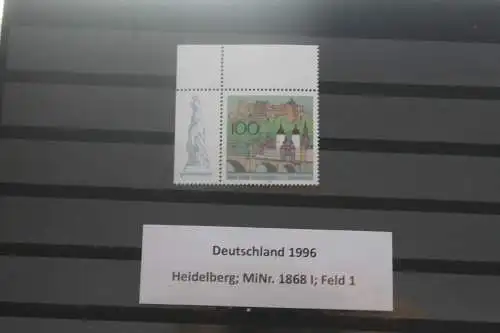 100
Deutschland 1996
Heidelberg; MiNr. 1868 I; Feld 1